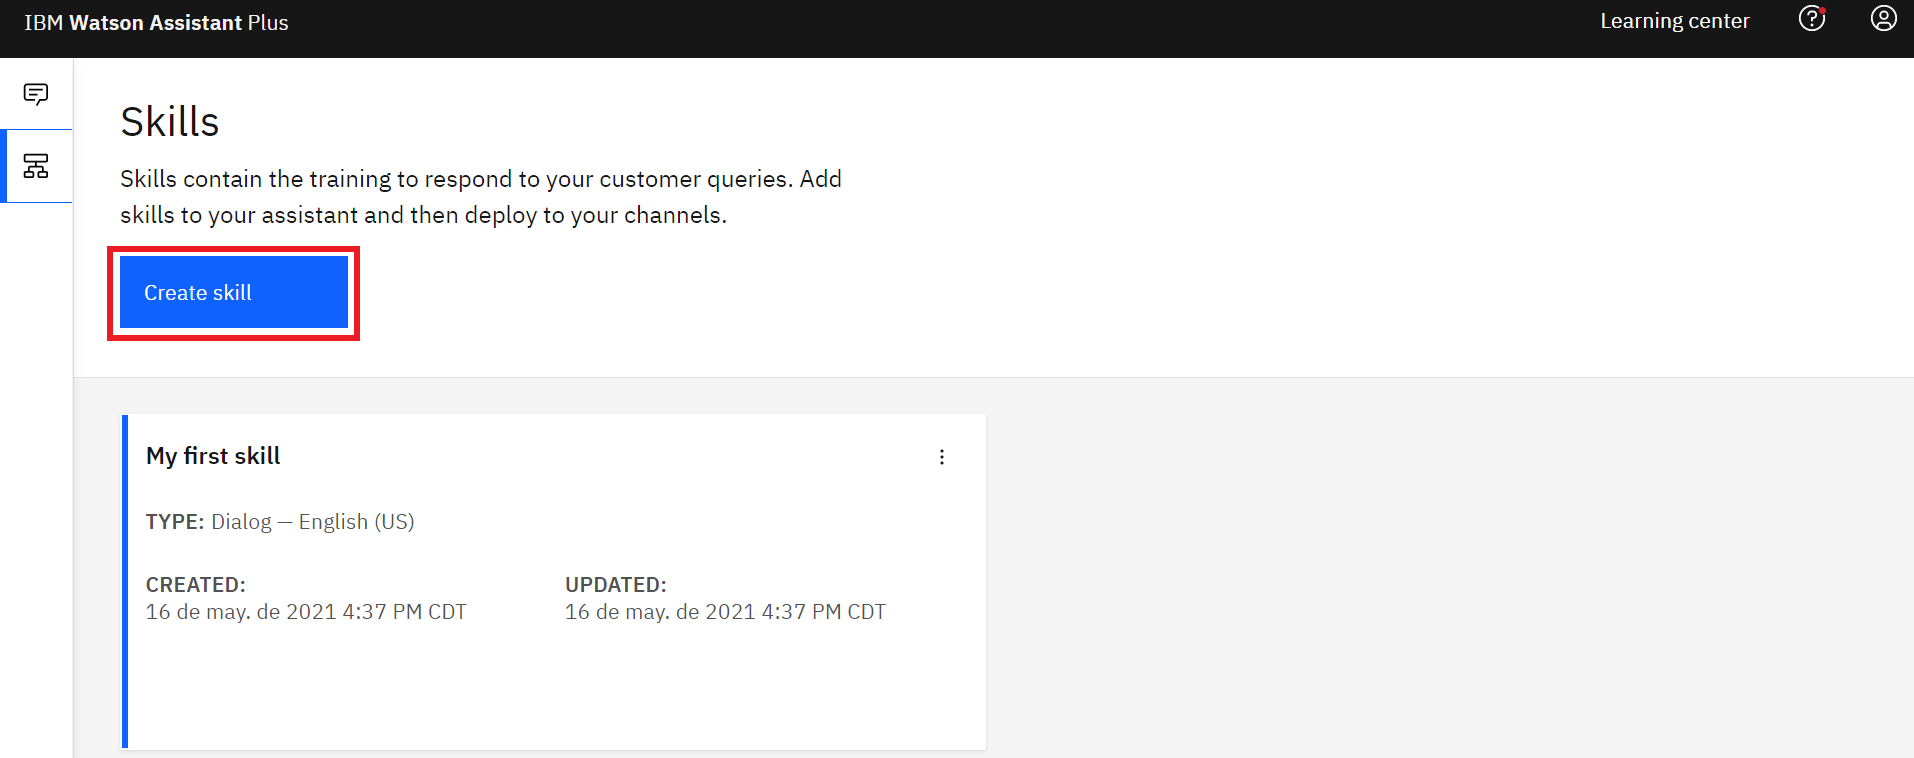 IBM Watson Assistant Plus
Learning center
Skills
Skills contain the training to respond to your customer queries. Add
skills to your assistant and then deploy to your channels.
Create skill
My first skill
TYPE: Dialog — English (US)
CREATED:
16 de may. de 2021 4:37 PM CDT
UPDATED:
16 de may. de 2021 4:37 PM CDT